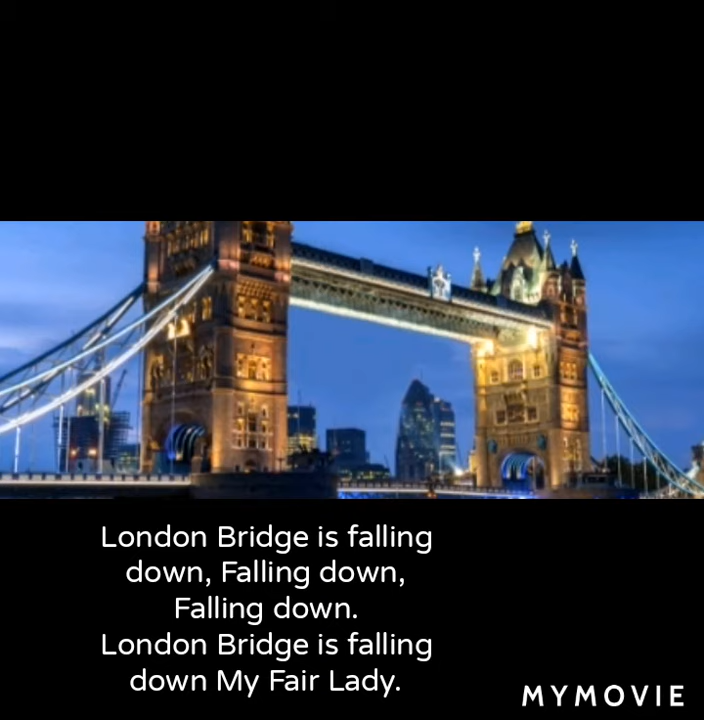 London Bridge is falling
down, Falling down,
Falling down.
London Bridge is falling
down My Fair Lady.
MYMOVIE